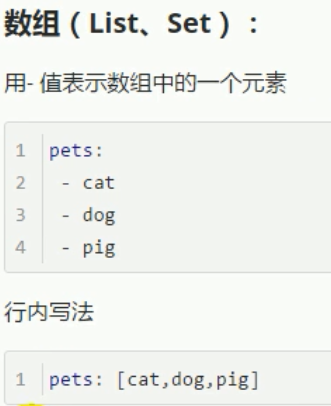 数组（List、Set）：
用- 值表示数组中的一个元素
1 pets:
2  - cat
3  - dog
4  - pig
行内写法
1 pets: [cat,dog,pig]